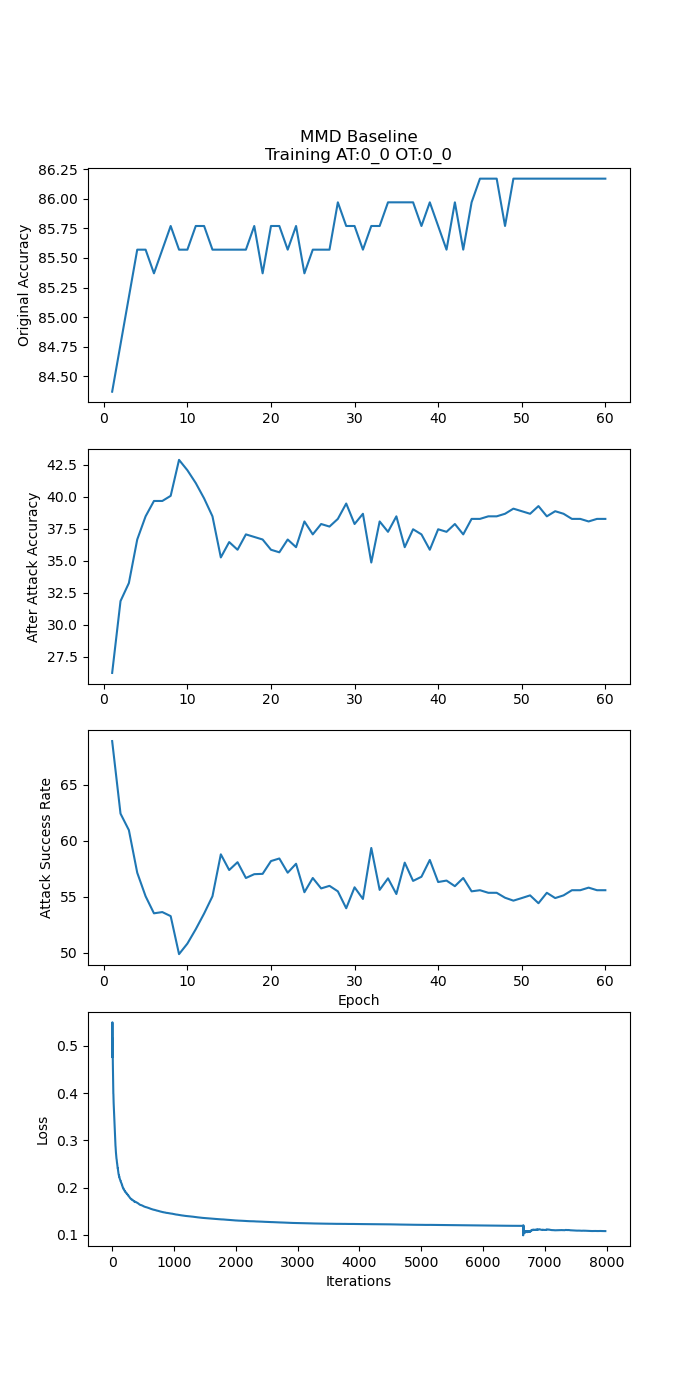 MMD Baseline
Training AT:0_0 OT:0_0
86.25
86.00
85.75
85.50
85.25
85.00
84.75
84.50
Original Accuracy
0 10 20 30 40 50 60
42.5
40.0
37.5
35.0
32.5
30.0
27.5
After Attack Accuracy
0 10 20 30 40 50 60
65
60
55
50
Attack Success Rate
0 10 20 30 40 50 60
Epoch
0.5
0.4
0.3
0.2
0.1
Loss
0 1000 2000 3000 4000 5000 6000 7000 8000
Iterations